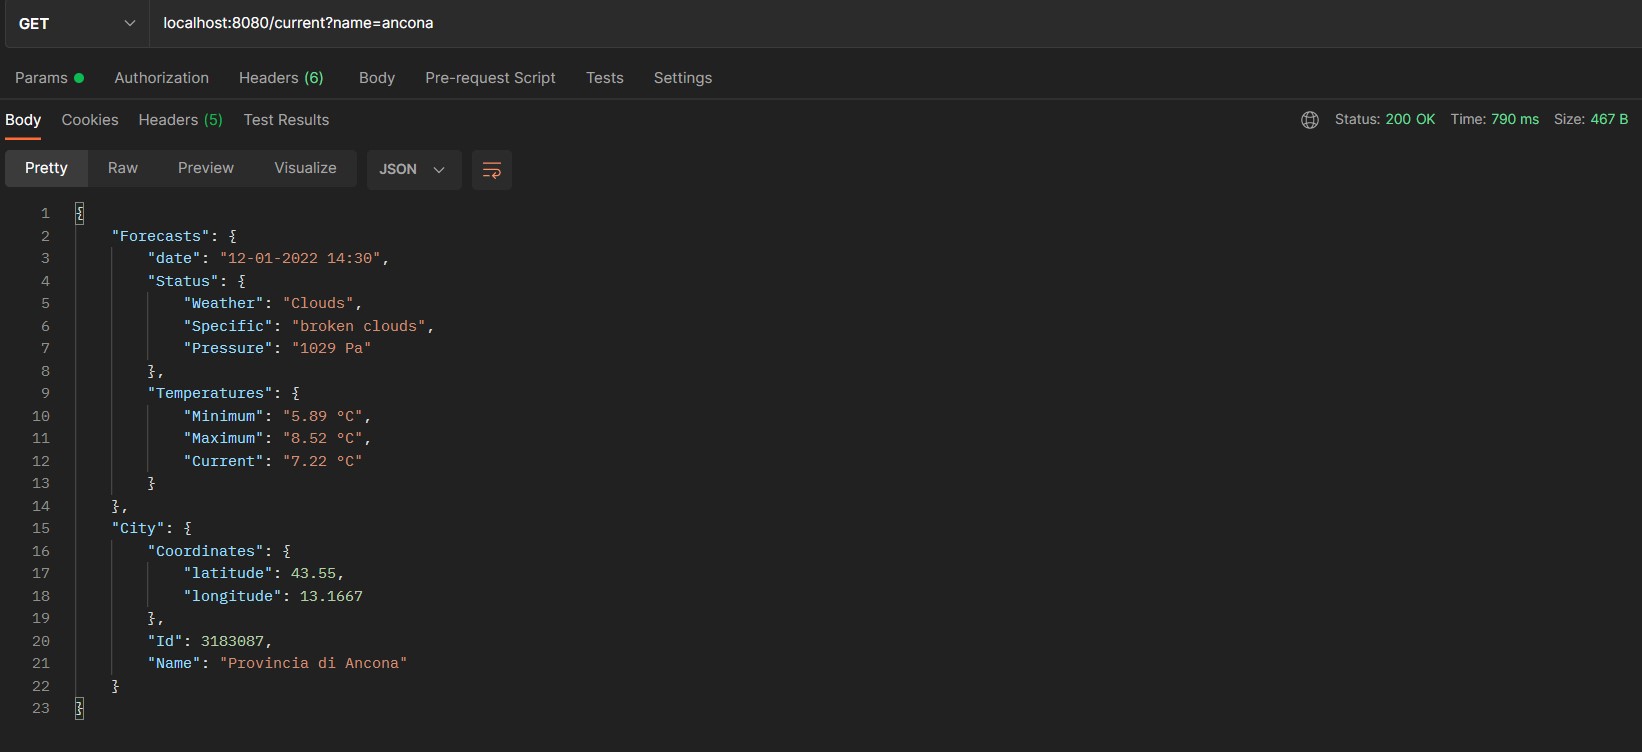 GET localhost:8080/current?name=ancona
Params Authorization Headers (6) Body Pre-request Script Tests Settings
Body Cookies Headers (5) Test Results Status: 200 OK Time: 790 ms Size: 467 B
Pretty Raw Preview Visualize JSON
1 {
2 "Forecasts": {
3 "date": "12-01-2022 14:30",
4 "Status": {
5 "Weather": "Clouds",
6 "Specific": "broken clouds",
7 "Pressure": "1029 Pa"
8 },
9 "Temperatures": {
10 "Minimum": "5.89 °C",
11 "Maximum": "8.52 °C",
12 "Current": "7.22 °C"
13 }
14 },
15 "City": {
16 "Coordinates": {
17 "latitude": 43.55,
18 "longitude": 13.1667
19 },
20 "Id": 3183087,
21 "Name": "Provincia di Ancona"
22 }
23 }